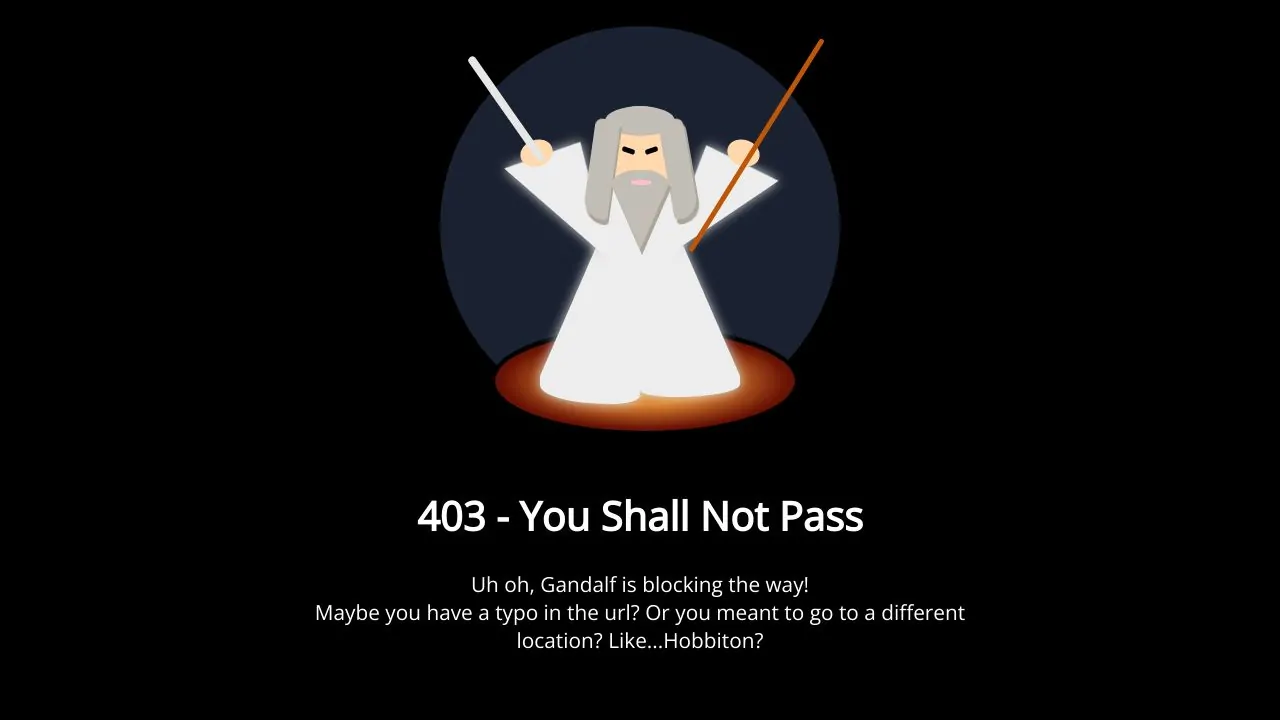 403 - You Shall Not Pass
Uh oh, Gandalf is blocking the way!
Maybe you have a typo in the url? Or you meant to go to a different
location? Like...Hobbiton?